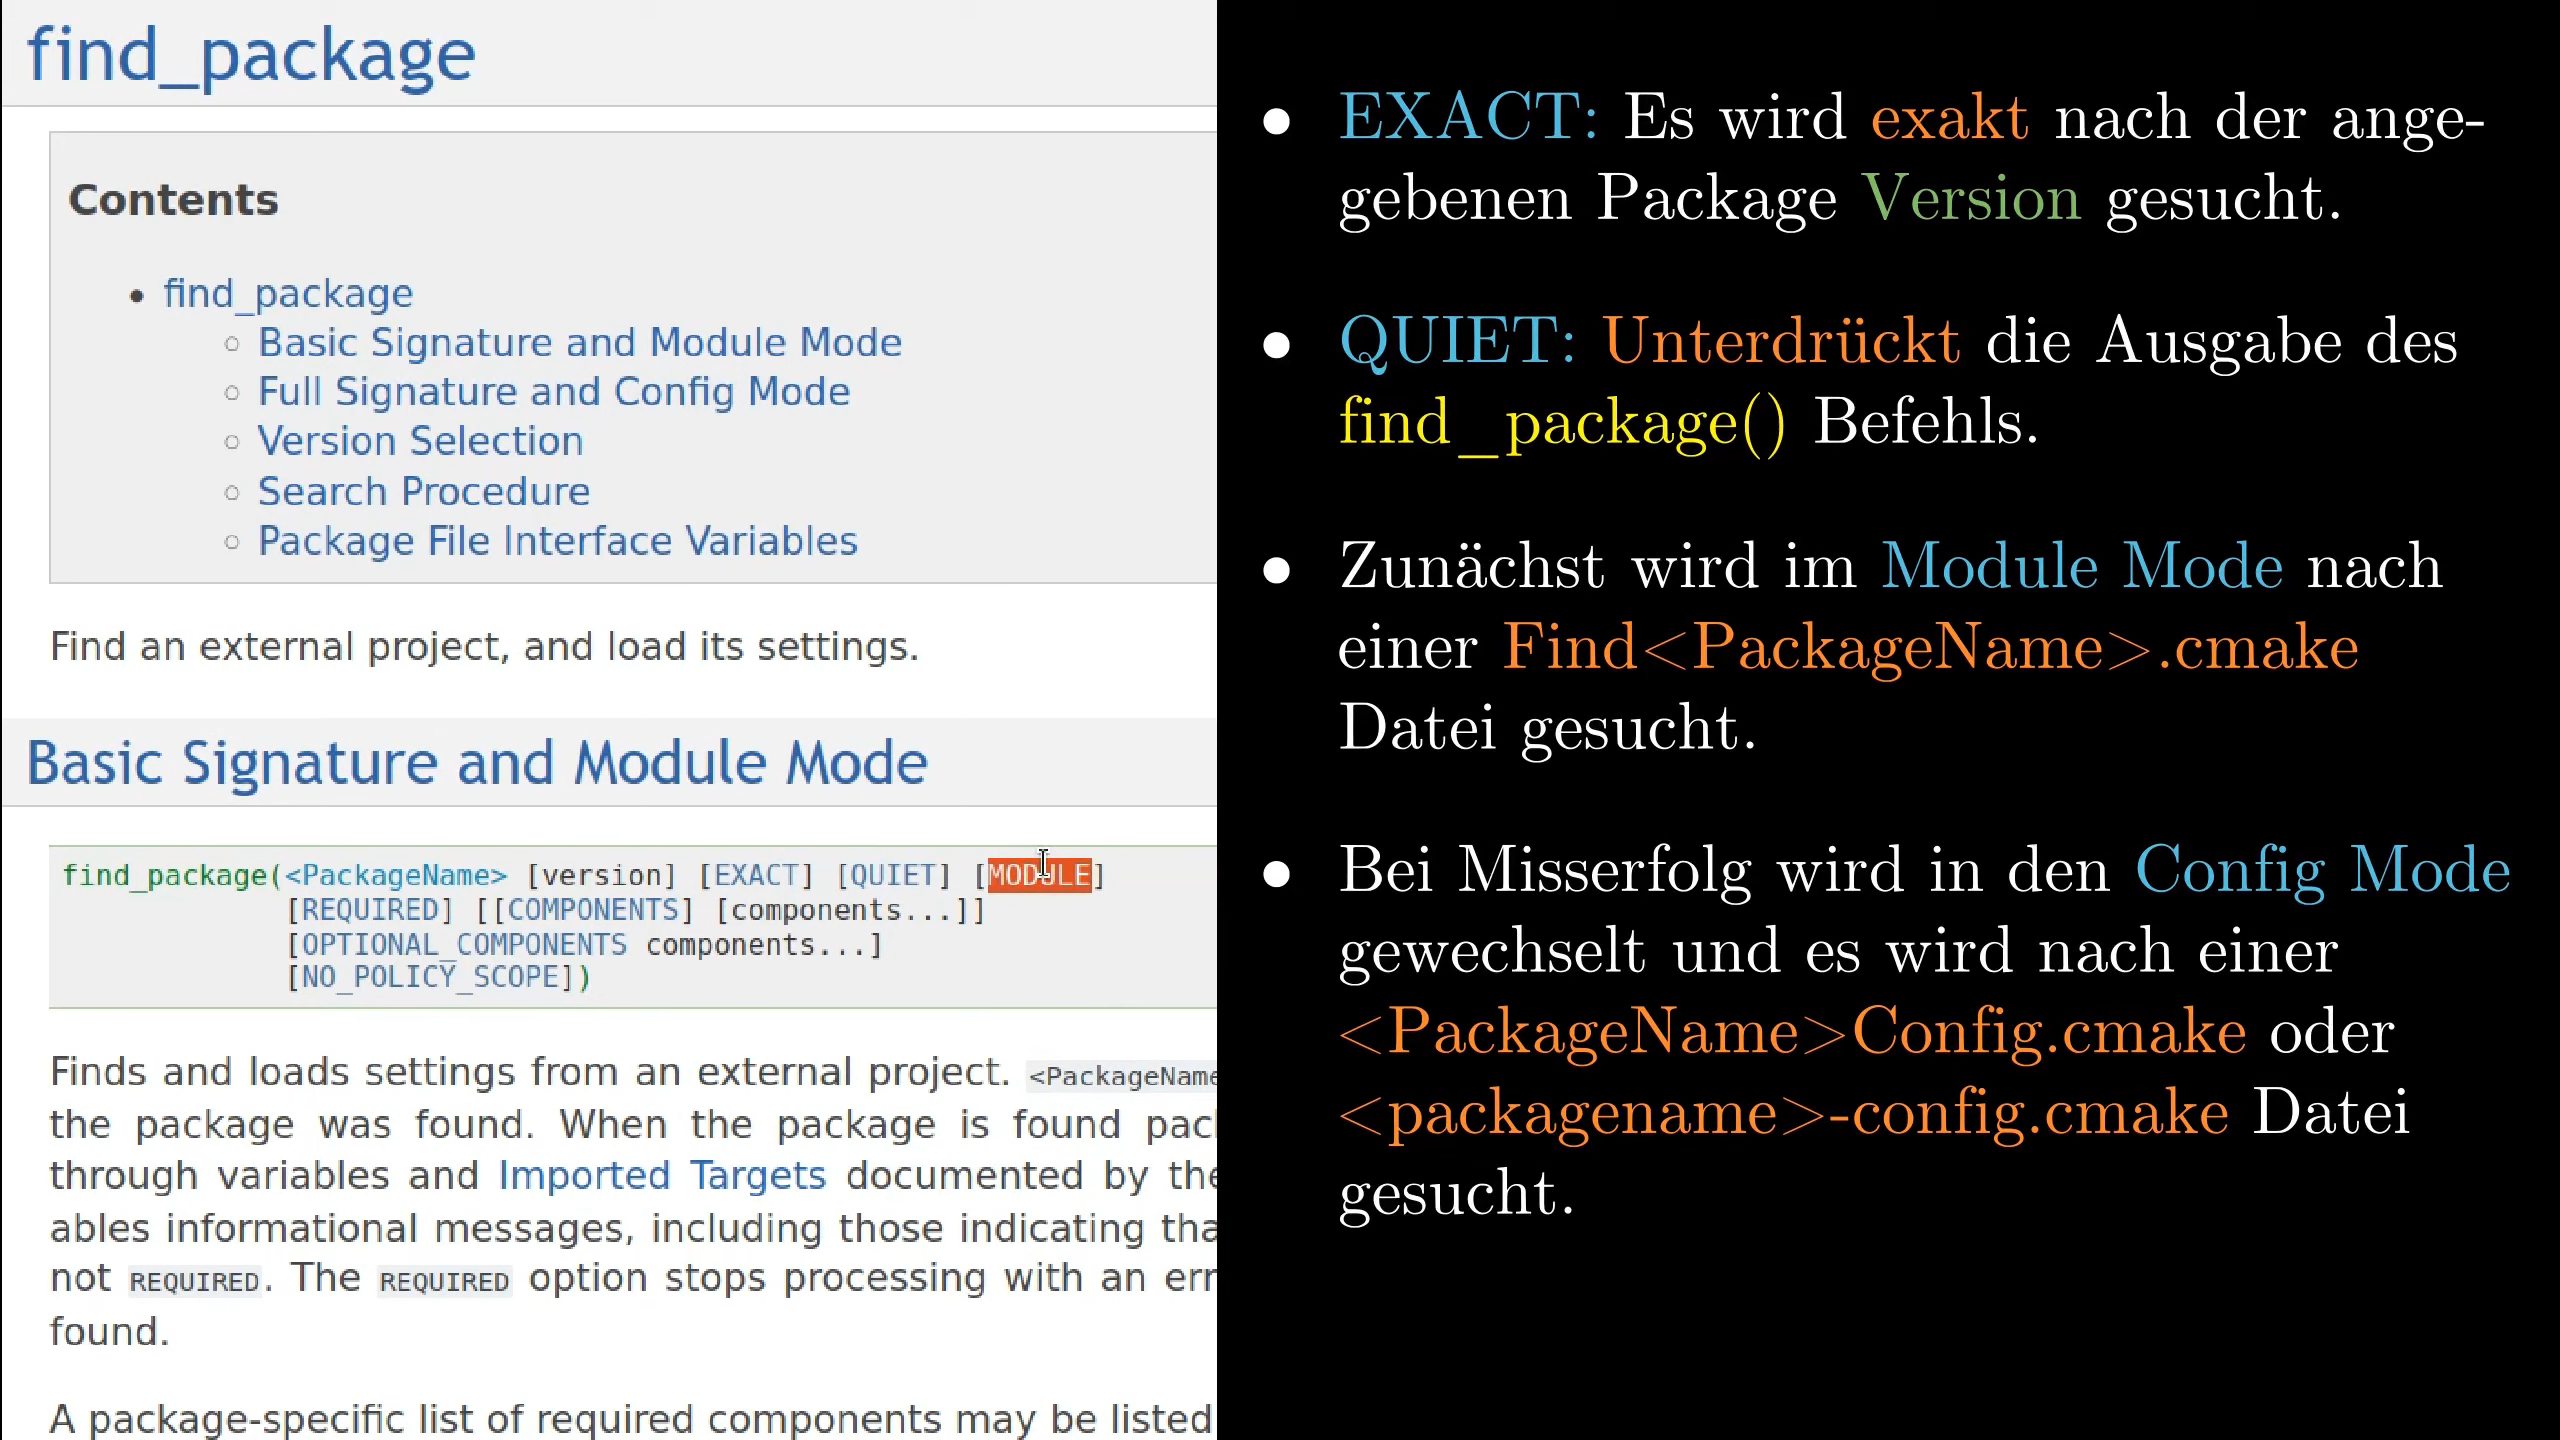 find_package
Contents
• find_package
○ Basic Signature and Module Mode
○ Full Signature and Config Mode
○ Version Selection
○ Search Procedure
○ Package File Interface Variables
Find an external project, and load its settings.
Basic Signature and Module Mode
find_package(<PackageName> [version] [EXACT] [QUIET] [MODULE]
[REQUIRED] [[COMPONENTS] [components...]]
[OPTIONAL_COMPONENTS components...]
[NO_POLICY_SCOPE])
Finds and loads settings from an external project. <PackageName
the package was found. When the package is found pac
through variables and Imported Targets documented by the
ables informational messages, including those indicating tha
not REQUIRED. The REQUIRED option stops processing with an err
found.
A package-specific list of required components may be listed
• EXACT: Es wird exakt nach der ange-
gebenen Package Version gesucht.
• QUIET: Unterdrückt die Ausgabe des
find_package() Befehls.
• Zunächst wird im Module Mode nach
einer Find<PackageName>.cmake
Datei gesucht.
• Bei Misserfolg wird in den Config Mode
gewechselt und es wird nach einer
<PackageName>Config.cmake oder
<packagename>-config.cmake Datei
gesucht.